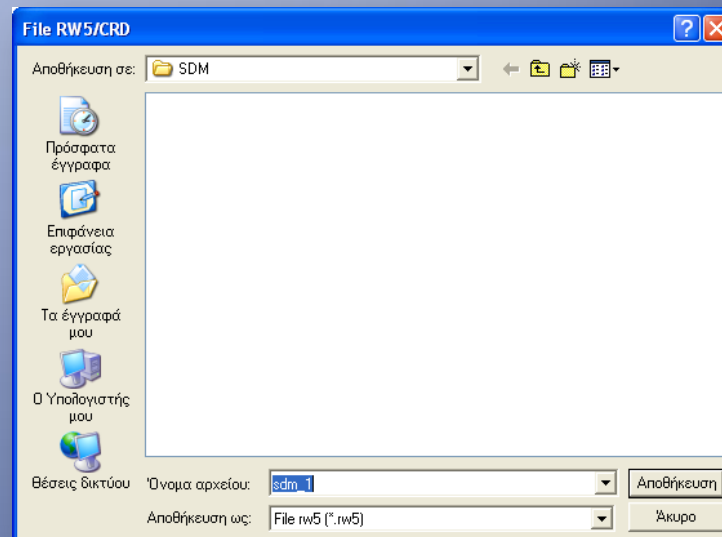 File RW5/CRD
Αποθήκευση σε: SDM
Πρόσφατα
έγγραφα
Επιφάνεια
εργασίας
Τα έγγραφά
μου
Ο Υπολογιστής
μου
Θέσεις δικτύου
Όνομα αρχείου: sdm_1 Αποθήκευση
Αποθήκευση ως: File rw5 (*.rw5) Άκυρο